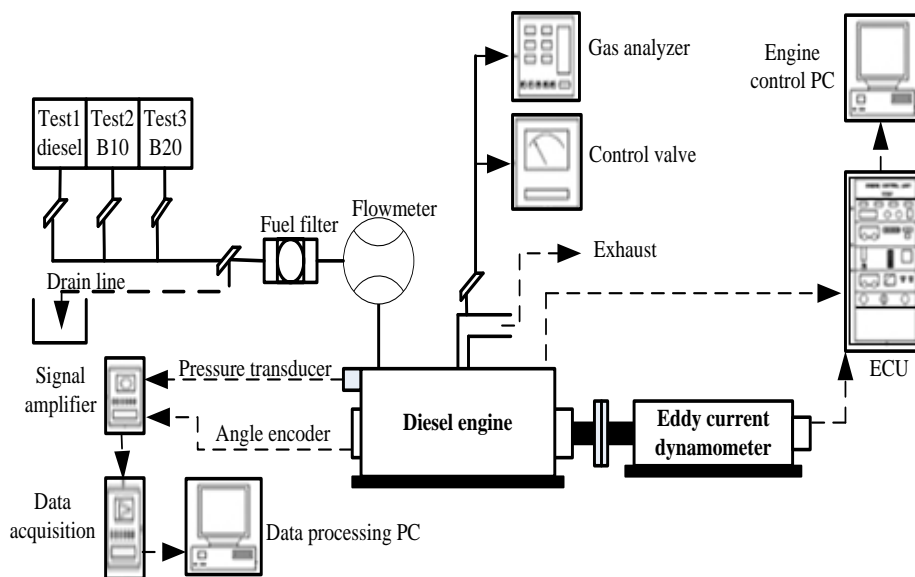 Gas analyzer
Engine
control PC
Test1
diesel
Test2
B10
Test3
B20
Control valve
Flowmeter
Fuel filter
Exhaust
Drain line
ECU
Pressure transducer
Signal
amplifier
Angle encoder
Diesel engine
Eddy current
dynamometer
Data
acquisition
Data processing PC